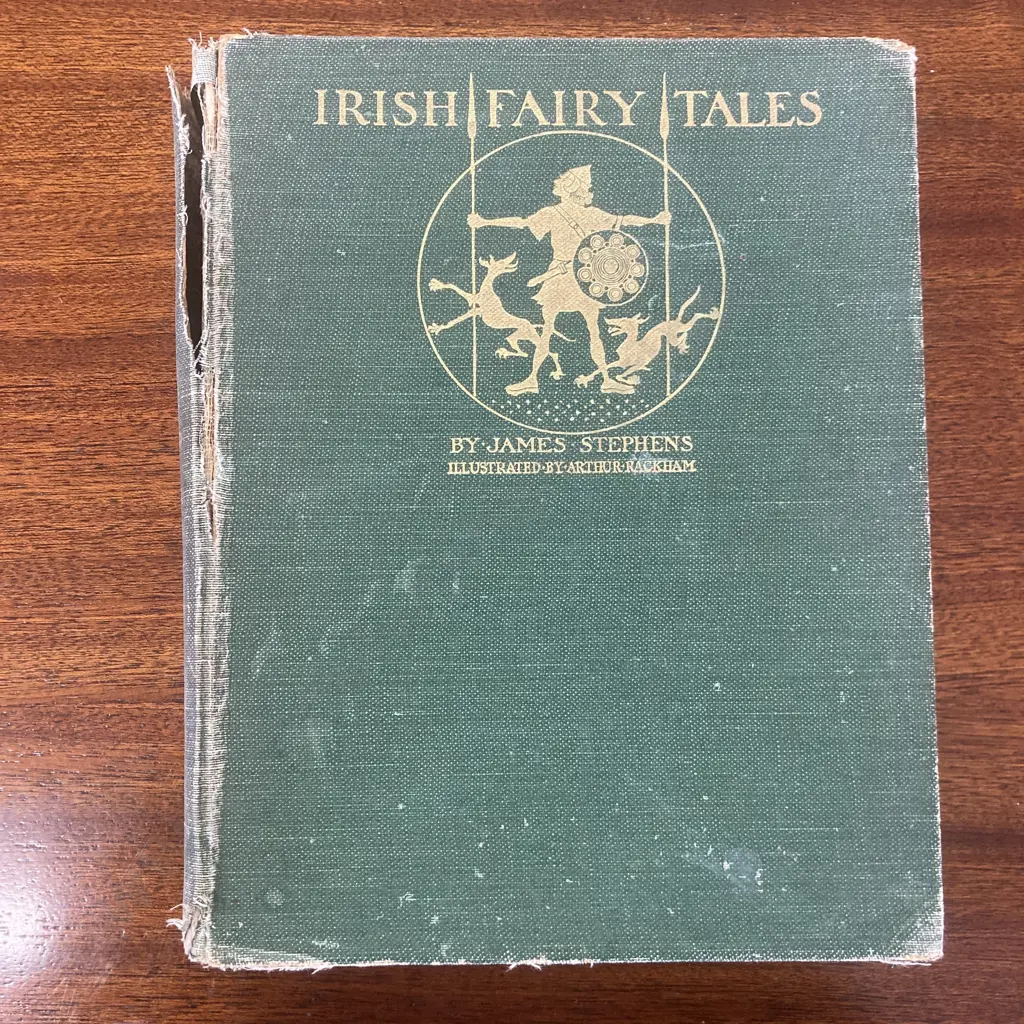 IRISH FAIRY TALES
BY·JAMES·STEPHENS
ILLUSTRATED·BY·ARTHUR·RACKHAM